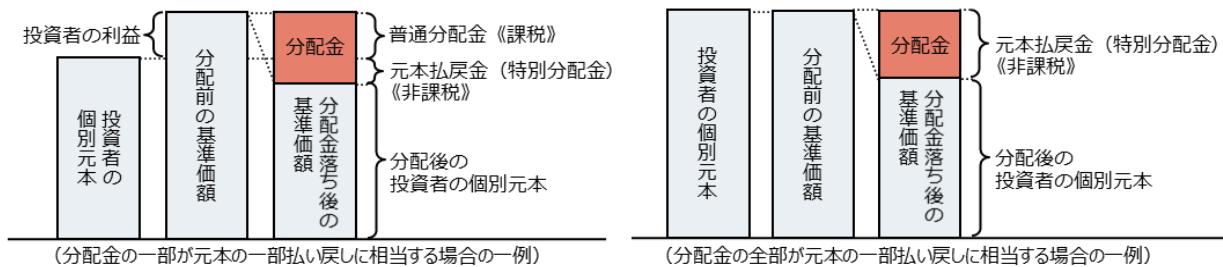 投資者の利益
投資者の
個別元本
分配前の基準価額
分配金
分配金落ち後の
基準価額
普通分配金《課税》
元本払戻金（特別分配金）
《非課税》
分配後の
投資者の個別元本
（分配金の一部が元本の一部払い戻しに相当する場合の一例）
投資者の個別元本
分配前の基準価額
分配金
分配金落ち後の
基準価額
元本払戻金（特別分配金）
《非課税》
分配後の
投資者の個別元本
（分配金の全部が元本の一部払い戻しに相当する場合の一例）